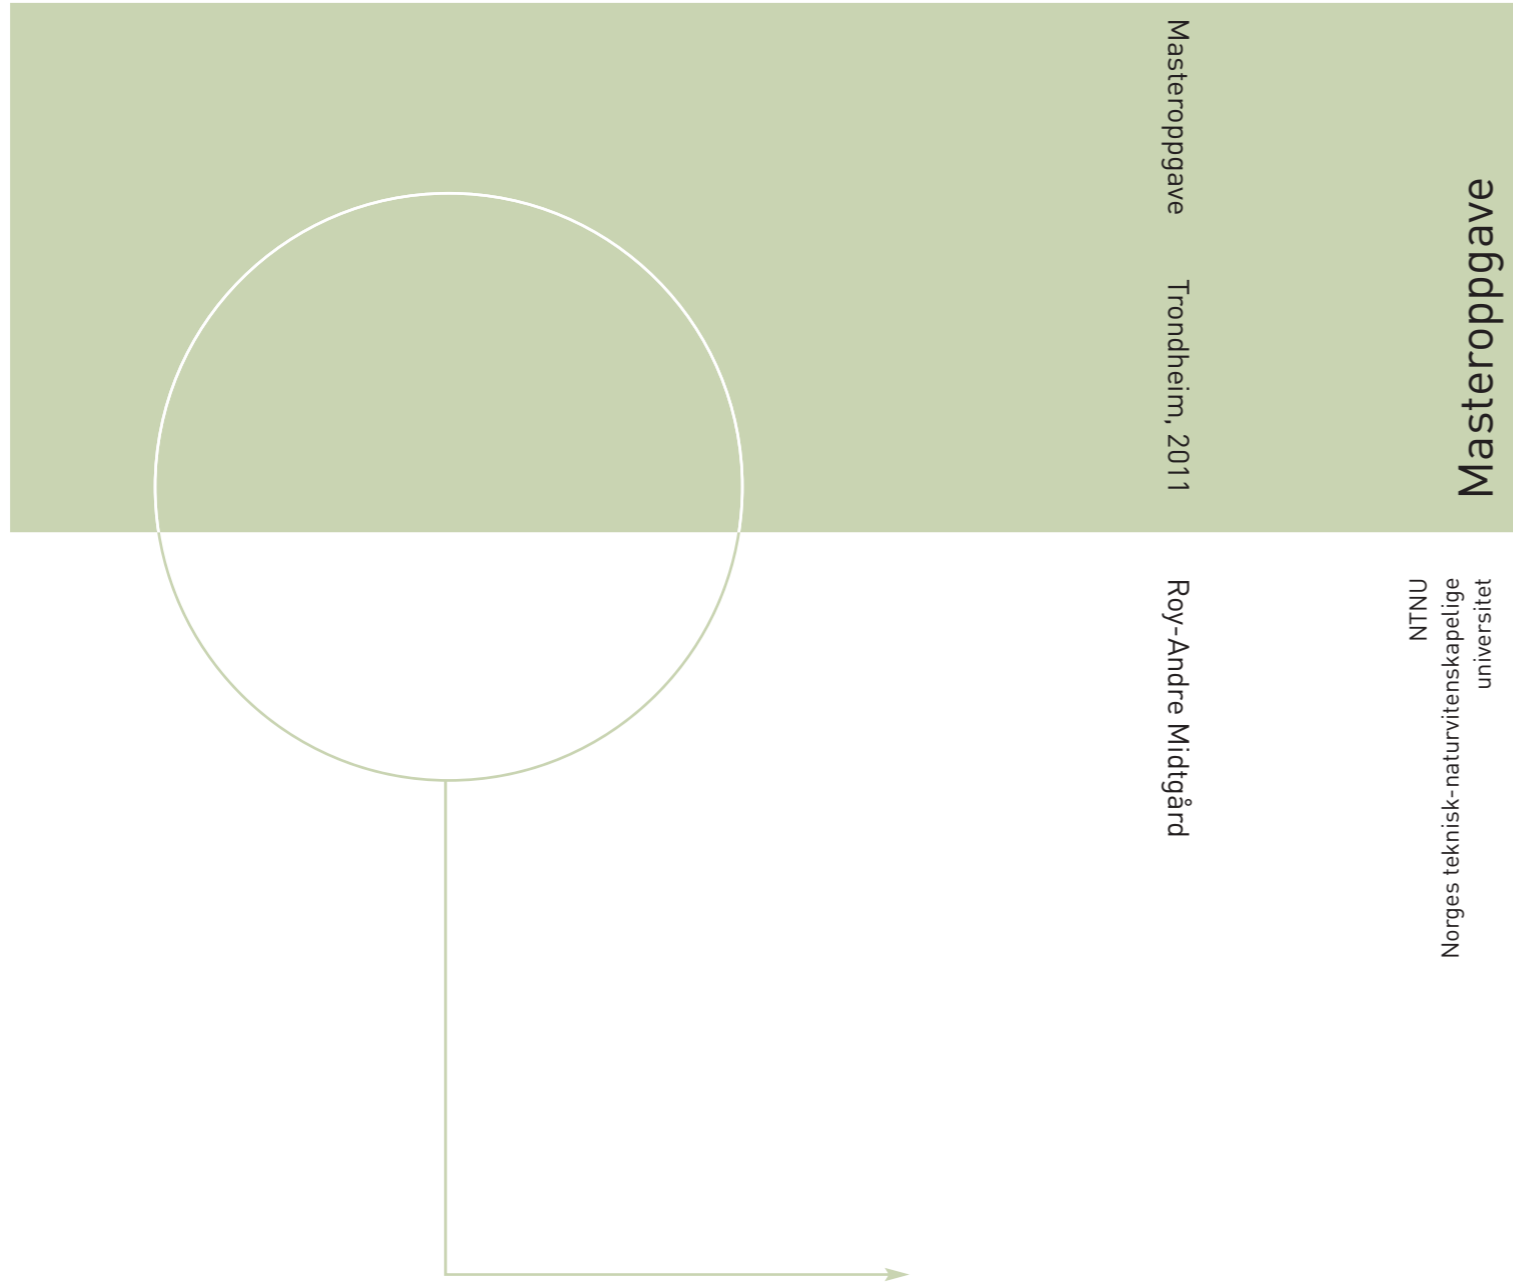 Masteroppgave
Trondheim, 2011
Roy-Andre Midtgård
Masteroppgave
NTNU
Norges teknisk-naturvitenskapelige
universitet